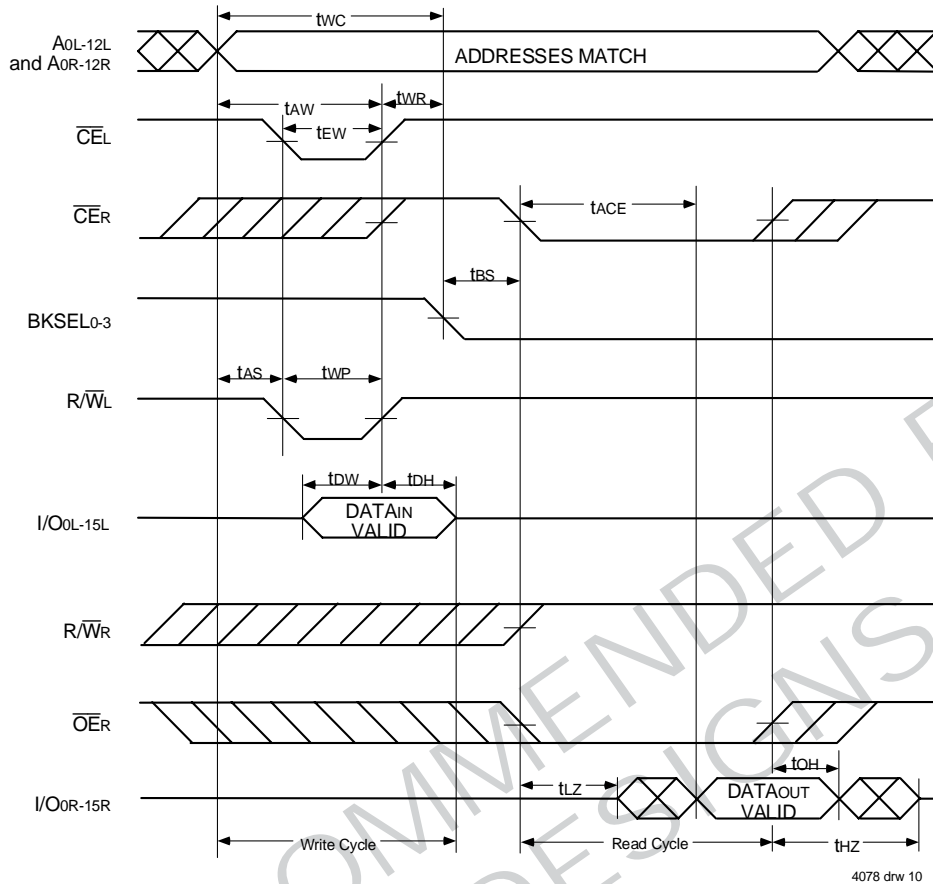 tWC
A0L-12L
and A0R-12R
ADDRESSES MATCH
tAW
tWR
CEL
tEW
CER
tACE
tBS
BKSEL0-3
tAS
tWP
R/WL
tDW
tDH
I/O0L-15L
DATAIN
VALID
R/WR
OER
tOH
I/O0R-15R
tLZ
DATAOUT
VALID
Write Cycle
Read Cycle
tHZ
4078 drw 10
OMMENDED
DESIGNS